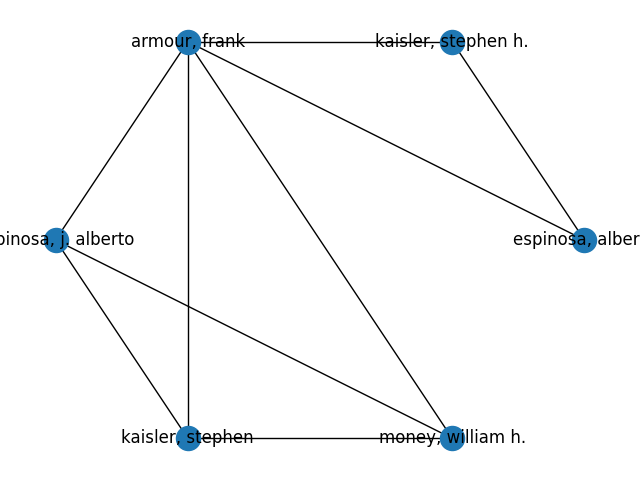 armour, frank
kaisler, stephen h.
pinosa, j. alberto
espinosa, alber
kaisler, stephen
money, william h.